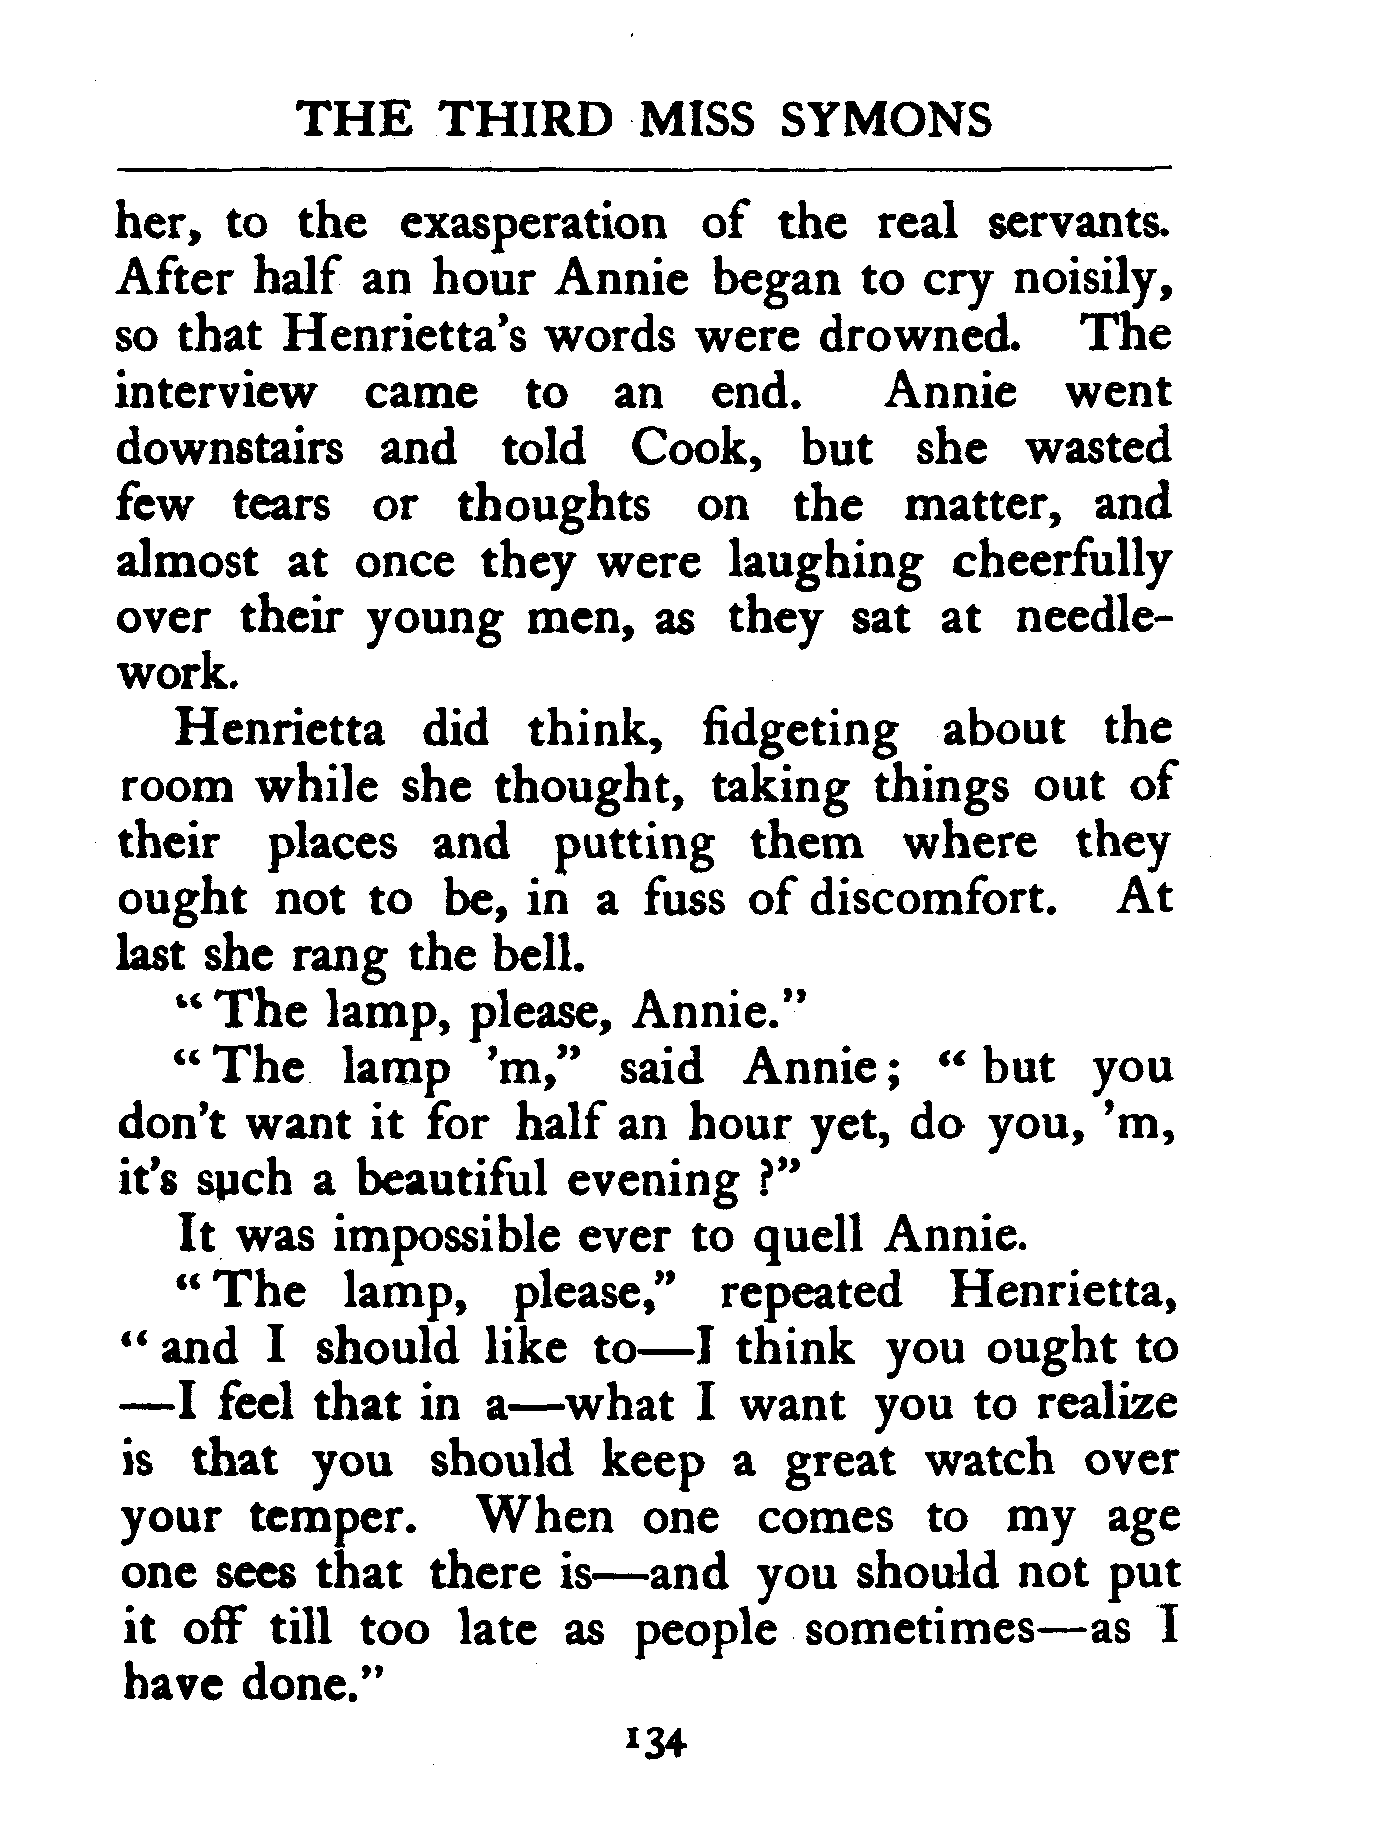 THE THIRD MISS SYMONS
her, to the exasperation of the real servants.
After half an hour Annie began to cry noisily,
so that Henrietta's words were drowned. The
interview came to an end. Annie went
downstairs and told Cook, but she wasted
few tears or thoughts on the matter, and
almost at once they were laughing cheerfully
over their young men, as they sat at needle-
work.
Henrietta did think, fidgeting about the
room while she thought, taking things out of
their places and putting them where they
ought not to be, in a fuss of discomfort. At
last she rang the bell.
“ The lamp, please, Annie.”
“ The lamp ’m,” said Annie ; “ but you
don't want it for half an hour yet, do you, ’m,
it's such a beautiful evening ?”
It was impossible ever to quell Annie.
“ The lamp, please,” repeated Henrietta,
“ and I should like to—I think you ought to
—I feel that in a—what I want you to realize
is that you should keep a great watch over
your temper. When one comes to my age
one sees that there is—and you should not put
it off till too late as people sometimes—as I
have done.”
134